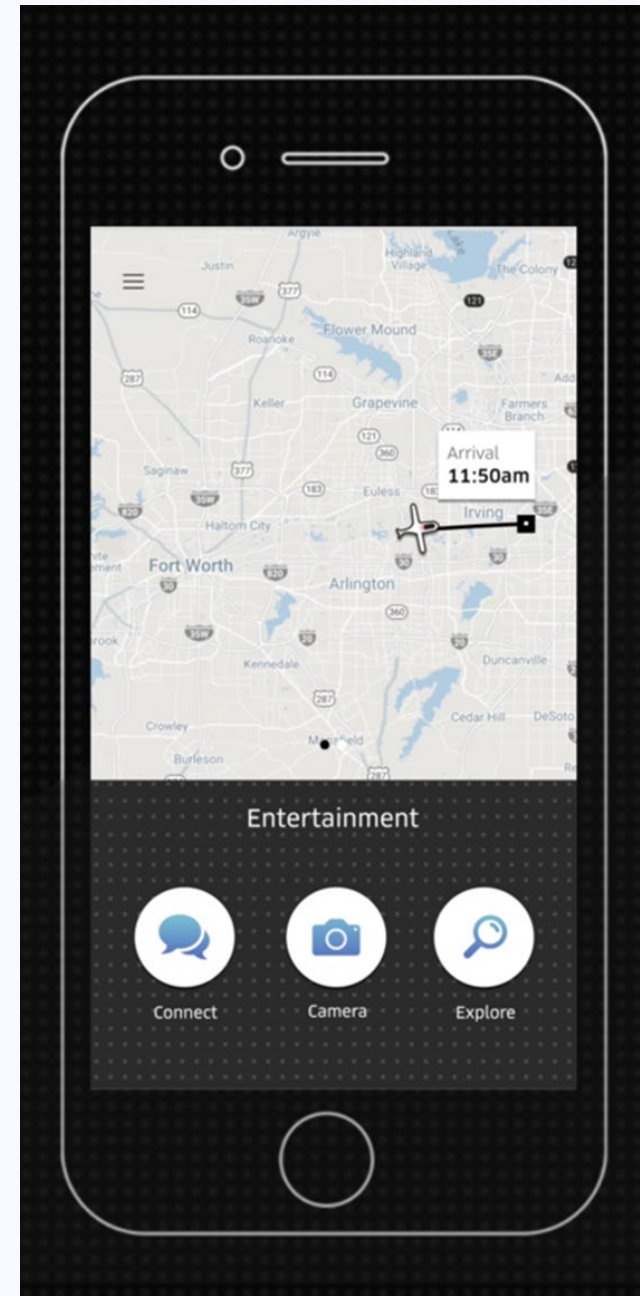 Argyle
Justin
Highland
Village
Lake
The Colony
377
35W
114
121
Roanoke
Flower Mound
35E
287
114
Keller
Grapevine
Farmers
Branch
121
360
Arrival
11:50am
Saginaw
377
35W
183
Euless
Irving
35E
820
Haltom City
30
30
Fort Worth
820
30
Arlington
360
35W
20
20
Kennedale
Duncanville
287
Cedar Hill
DeSoto
Crowley
Burleson
287
Entertainment
Connect
Camera
Explore